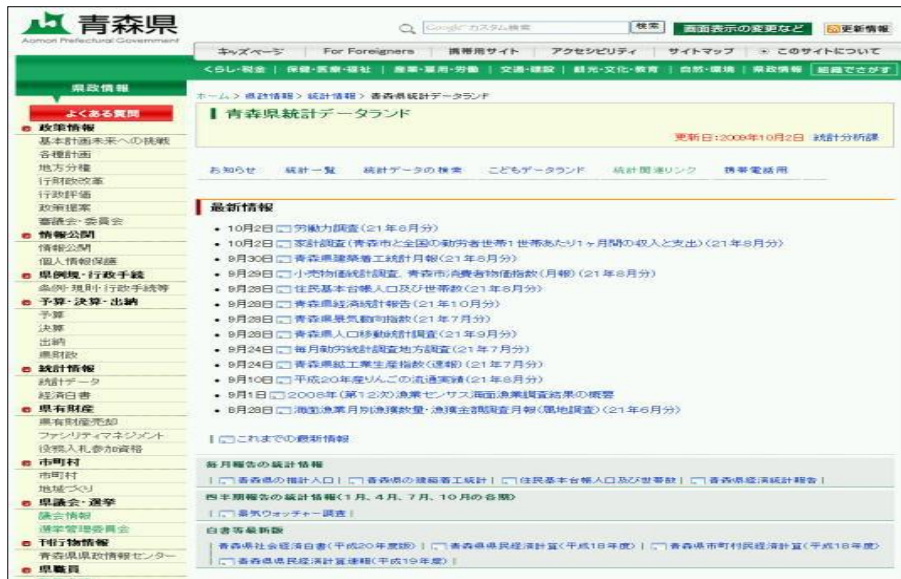 青森県
Aomori Prefectural Government
Google カスタム検索
検索
画面表示の変更など
更新情報
キッズページ
For Foreigners
携帯用サイト
アクセシビリティ
サイトマップ
このサイトについて
くらし・税金 | 保健・医療・福祉 | 産業・雇用・労働 | 交通・建設 | 観光・文化・教育 | 自然・環境 | 県政情報
組織でさがす
県政情報
よくある質問
政策情報
基本計画未来への挑戦
各種計画
地方分権
行財政改革
行政評価
政策提案
審議会・委員会
情報公開
情報公開
個人情報保護
県例規・行政手続
条例・規則・行政手続等
予算・決算・出納
予算
決算
出納
県財政
統計情報
統計データ
経済白書
県有財産
県有財産売却
ファシリティマネジメント
役務入札参加資格
市町村
市町村
地域づくり
県議会・選挙
議会情報
選挙管理委員会
刊行物情報
青森県県政情報センター
県職員
ホーム > 県政情報 > 統計情報 > 青森県統計データランド
青森県統計データランド
更新日:2009年10月2日 統計分析課
お知らせ
統計一覧
統計データの検索
こどもデータランド
統計関連リンク
携帯電話用
最新情報
10月2日 労働力調査(21年8月分)
10月2日 家計調査(青森市と全国の勤労者世帯1世帯あたり1ヶ月間の収入と支出)(21年8月分)
9月30日 青森県建築着工統計月報(21年8月分)
9月29日 小売物価統計調査、青森市消費者物価指数(月報)(21年8月分)
9月28日 住民基本台帳人口及び世帯数(21年8月分)
9月28日 青森県経済統計報告(21年10月分)
9月28日 青森県景気動向指数(21年7月分)
9月28日 青森県人口移動統計調査(21年9月分)
9月24日 毎月勤労統計調査地方調査(21年7月分)
9月24日 青森県鉱工業生産指数(速報)(21年7月分)
9月10日 平成20年産りんごの流通実績(21年8月分)
9月1日 2008年(第12次)漁業センサス海面漁業調査結果の概要
8月28日 海面漁業月別漁獲数量・漁獲金額調査月報(属地調査)(21年6月分)
| これまでの最新情報
毎月報告の統計情報
| 青森県の推計人口 | 青森県の建築着工統計 | 住民基本台帳人口及び世帯数 | 青森県経済統計報告 |
四半期報告の統計情報(1月、4月、7月、10月の各期)
| 景気ウォッチャー調査 |
白書等最新版
青森県社会経済白書(平成20年度版) | 青森県県民経済計算(平成18年度) | 青森県市町村民経済計算(平成18年度)
| 青森県県民経済計算速報(平成19年度) |